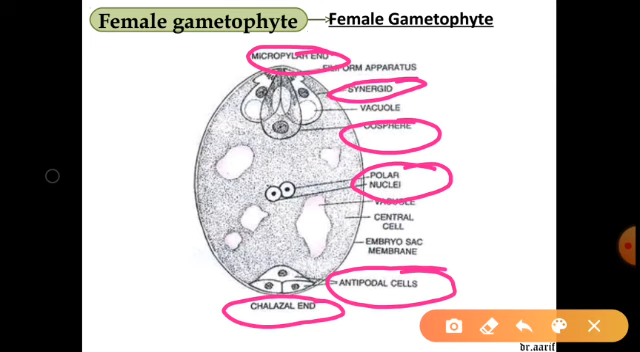 Female gametophyte
Female Gametophyte
MICROPYLAR END
FILIFORM APPARATUS
SYNERGID
VACUOLE
OOSPHERE
POLAR
NUCLEI
VACUOLE
CENTRAL
CELL
EMBRYO SAC
MEMBRANE
ANTIPODAL CELLS
CHALAZAL END
dr.aarif